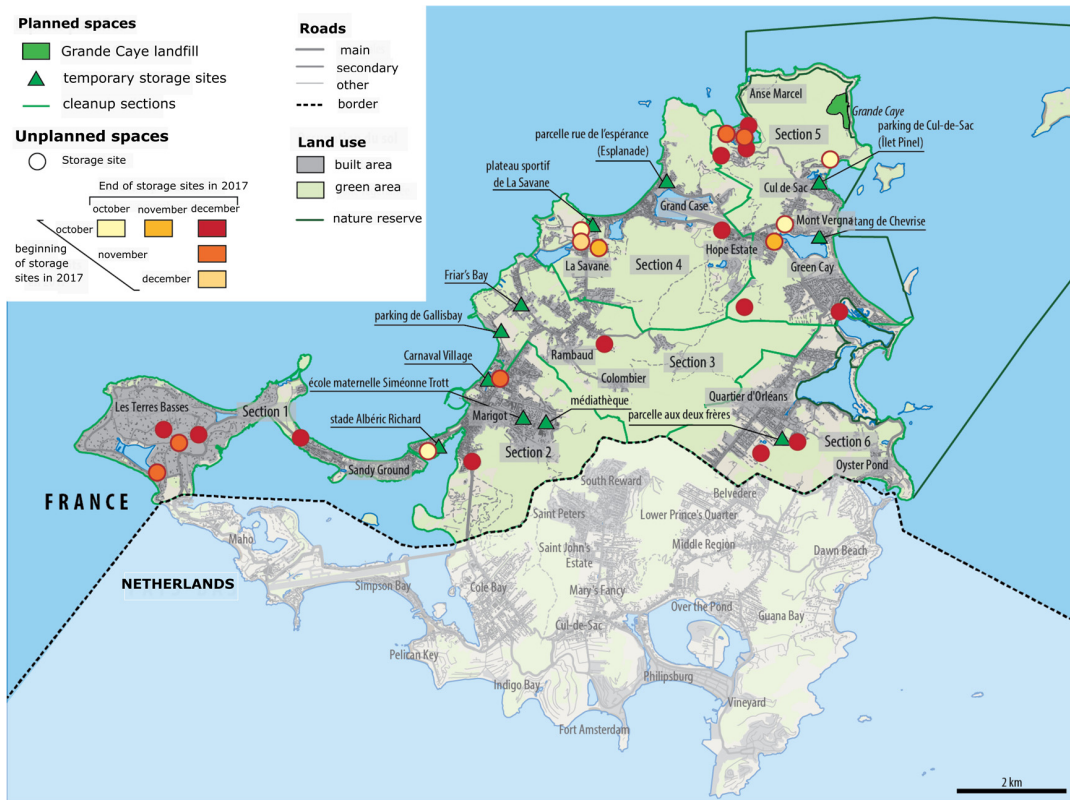 Planned spaces
Grande Caye landfill
temporary storage sites
cleanup sections
Unplanned spaces
Storage site
End of storage sites in 2017
october november december
october
beginning
of storage
sites in 2017
november
december
Roads
main
secondary
other
border
Land use
built area
green area
nature reserve
Anse Marcel
Grande Caye
Section 5
parking de Cul-de-Sac
(Îlet Pinel)
parcelle rue de l'espérance
(Esplanade)
plateau sportif
de La Savane
Cul de Sac
Grand Case
Mont Vergna
tang de Chevrise
Hope Estate
La Savane
Section 4
Green Cay
Friar's Bay
parking de Gallisbay
Rambaud
Section 3
Carnaval Village
Colombier
école maternelle Siméonne Trott
Quartier d'Orléans
Les Terres Basses
Section 1
médiathèque
stade Albéric Richard
Marigot
parcelle aux deux frères
Section 2
Section 6
Sandy Ground
Oyster Pond
FRANCE
South Reward
Belvedere
Saint Peters
Lower Prince's Quarter
Maho
Saint John's
Estate
Middle Region
Dawn Beach
NETHERLANDS
Simpson Bay
Cole Bay
Mary's Fancy
Over the Pond
Guana Bay
Cul-de-Sac
Pelican Key
Philipsburg
Indigo Bay
Vineyard
Fort Amsterdam
2 km